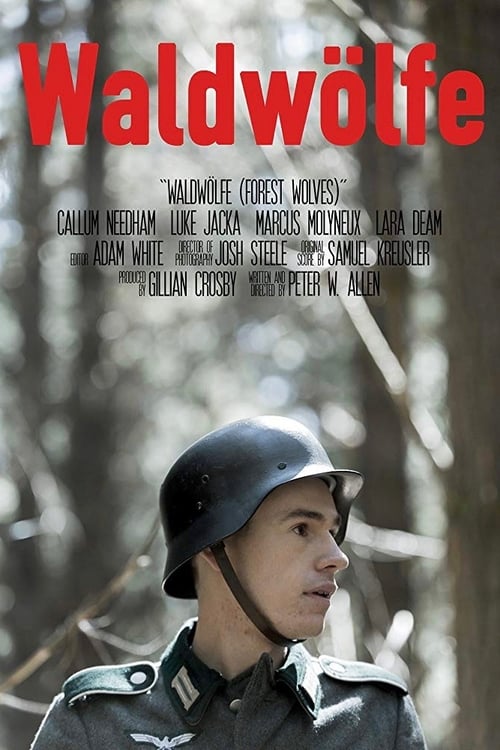 Waldwölfe
"WALDWÖLFE (FOREST WOLVES)"
CALLUM NEEDHAM LUKE JACKA MARCUS MOLYNEUX LARA DEAM
EDITOR ADAM WHITE DIRECTOR OF PHOTOGRAPHY JOSH STEELE ORIGINAL SCORE BY SAMUEL KREUSLER
PRODUCED BY GILLIAN CROSBY WRITTEN AND DIRECTED BY PETER W. ALLEN